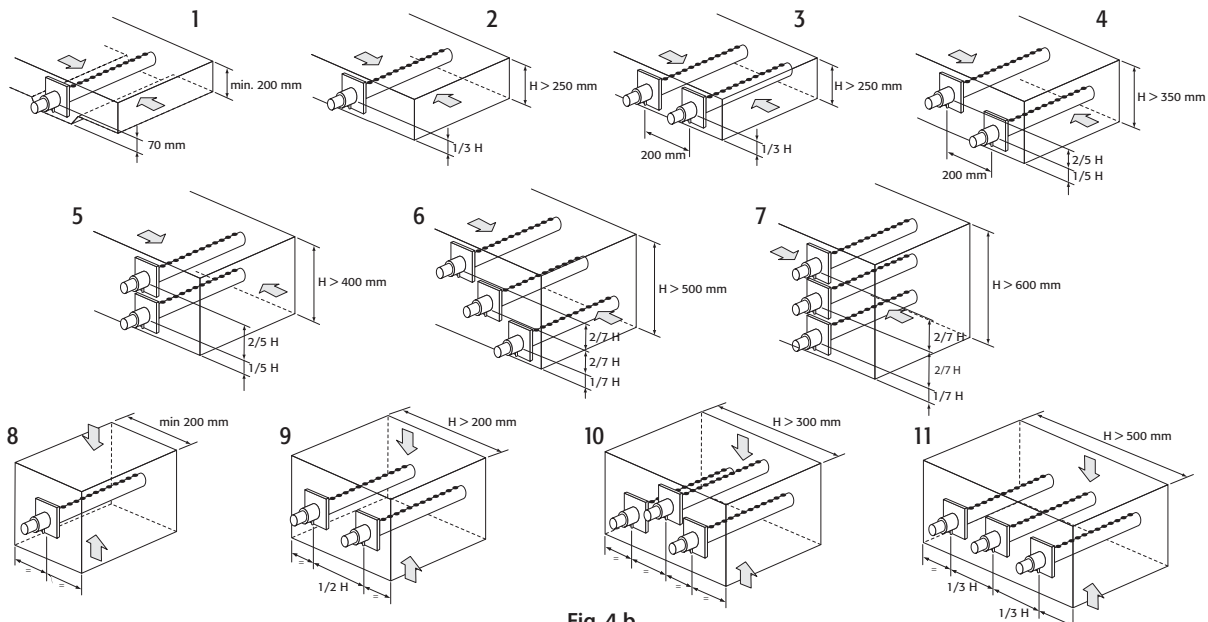 1
min. 200 mm
70 mm
2
H > 250 mm
1/3 H
3
H > 250 mm
200 mm
1/3 H
4
H > 350 mm
200 mm
2/5 H
1/5 H
5
H > 400 mm
2/5 H
1/5 H
6
H > 500 mm
2/7 H
2/7 H
1/7 H
7
H > 600 mm
2/7 H
2/7 H
1/7 H
8
min 200 mm
=
=
9
H > 200 mm
=
1/2 H
=
10
H > 300 mm
=
=
=
=
11
H > 500 mm
=
1/3 H
1/3 H
=
Fig. 4.b